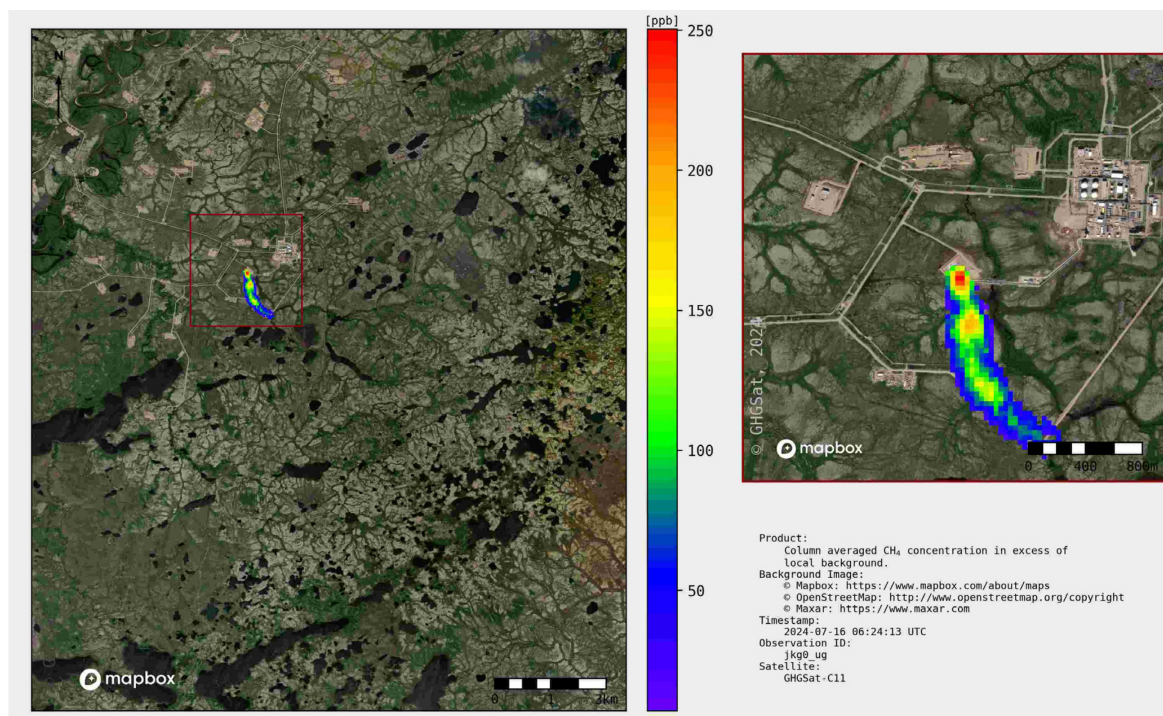 N
mapbox
0 1 3km
[ppb]
250
200
150
100
50
© GHGSat, 2024
mapbox
0 400 800m
Product:
Column averaged CH₄ concentration in excess of
local background.
Background Image:
© Mapbox: https://www.mapbox.com/about/maps
© OpenStreetMap: http://www.openstreetmap.org/copyright
© Maxar: https://www.maxar.com
Timestamp:
2024-07-16 06:24:13 UTC
Observation ID:
jkg0_ug
Satellite:
GHGSat-C11